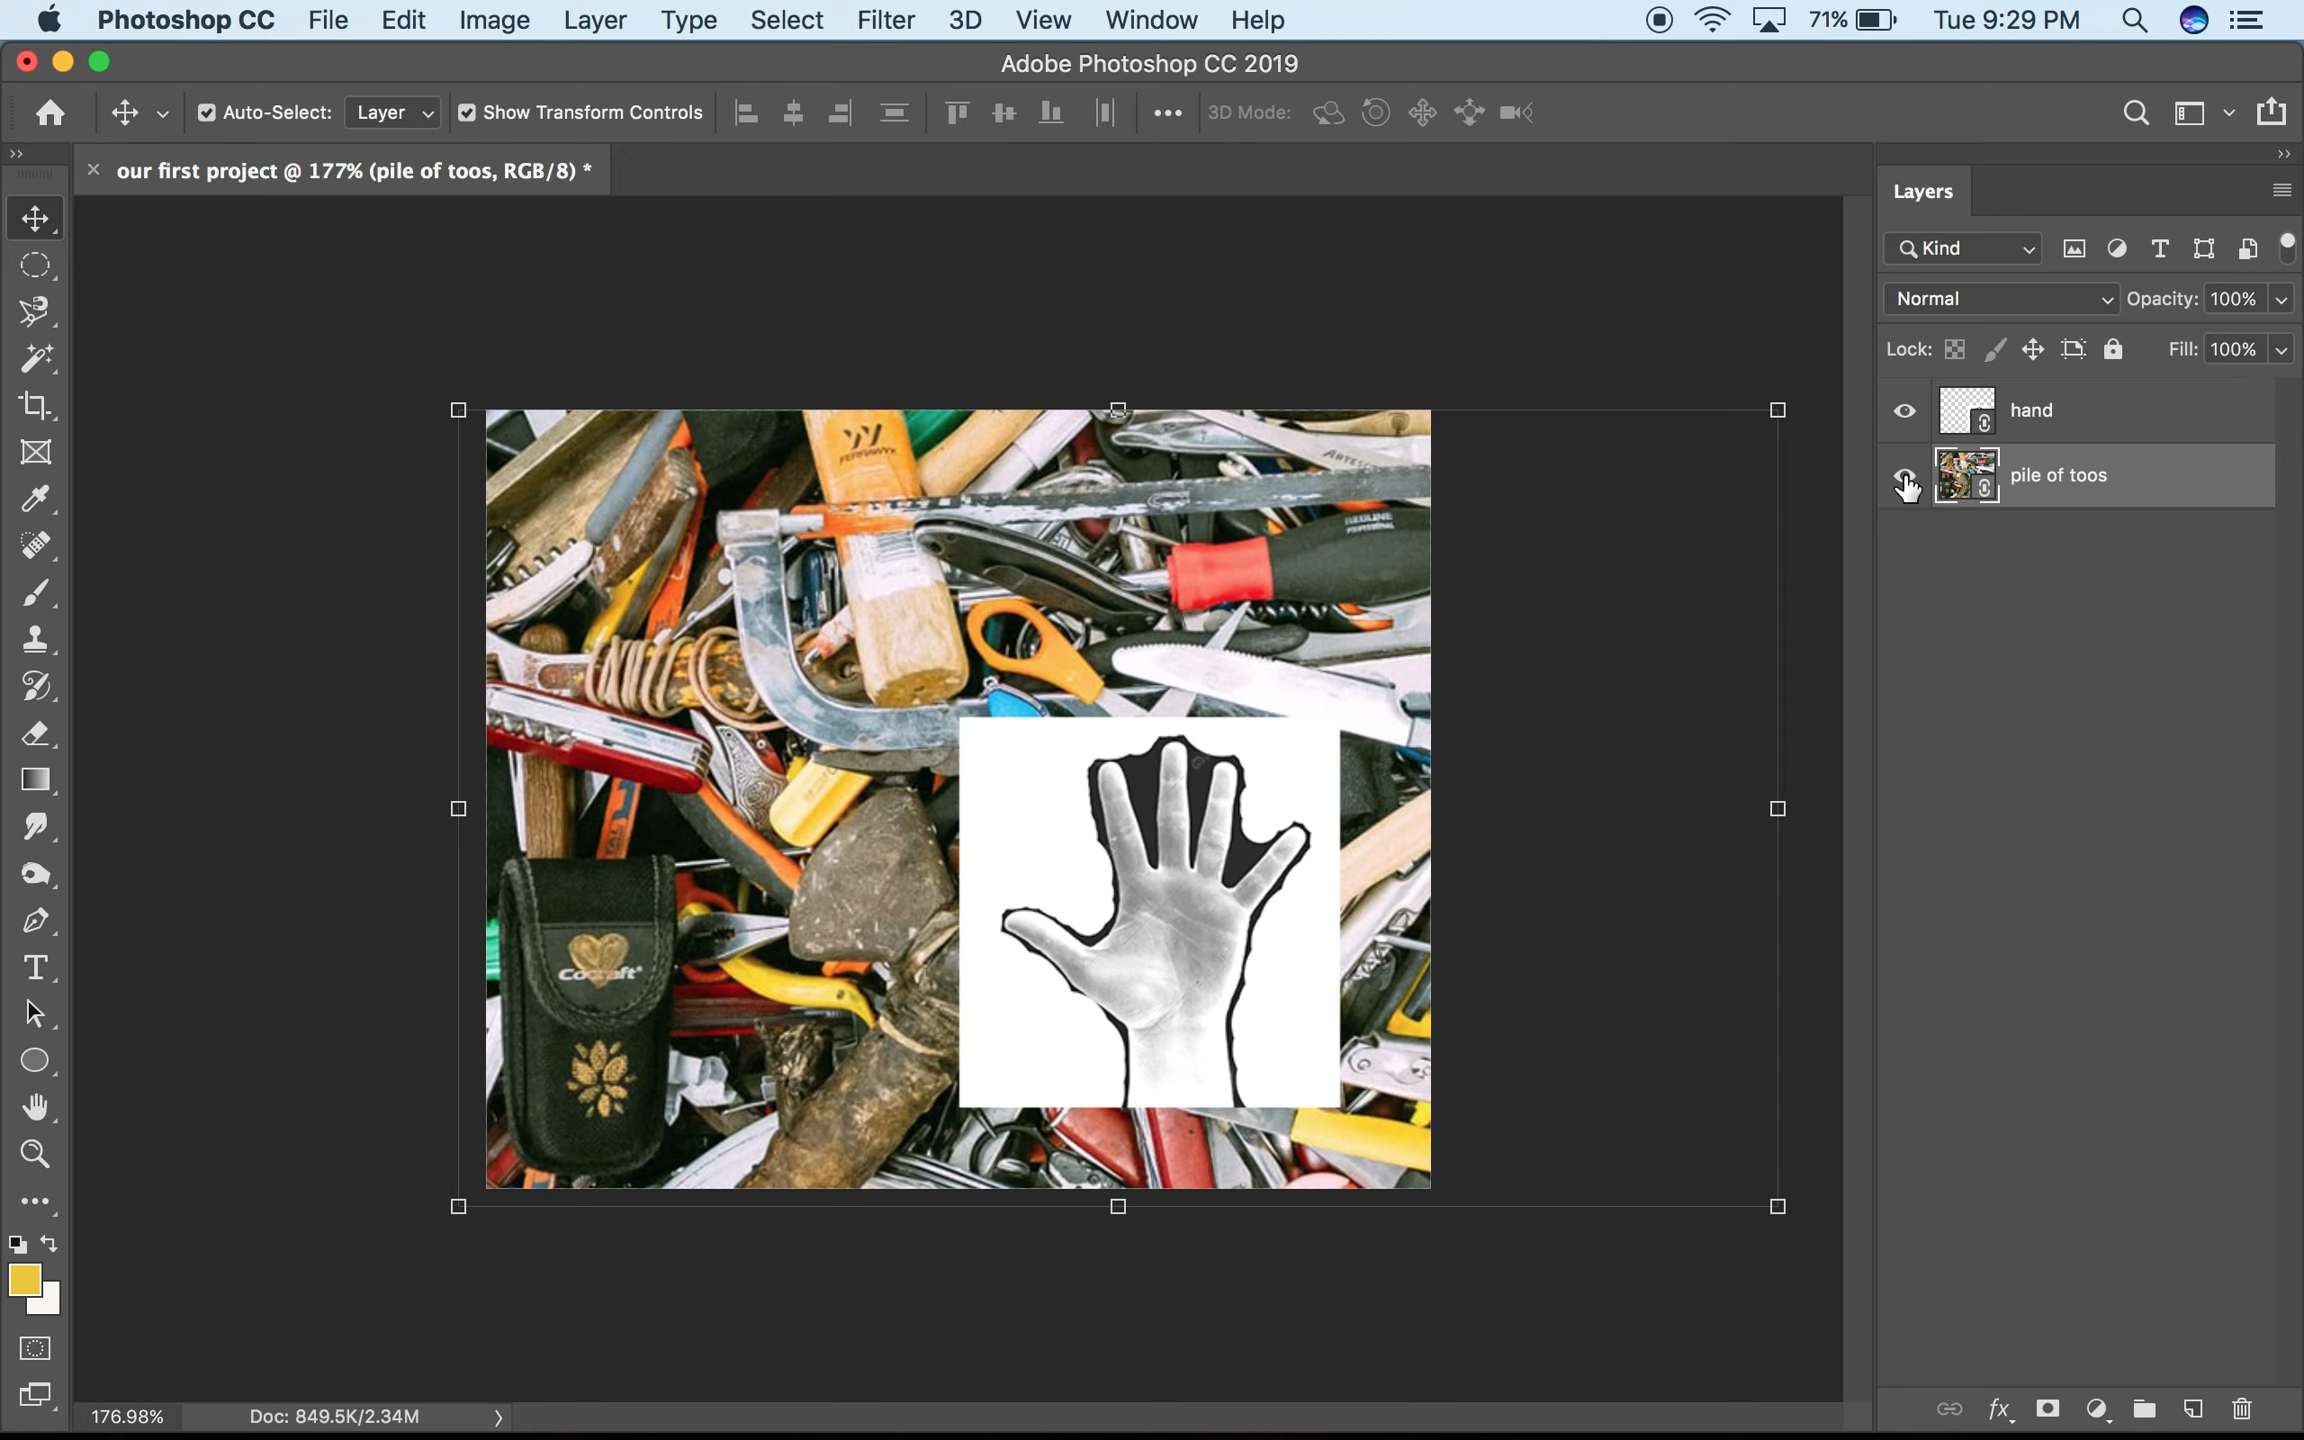 Photoshop CC File Edit Image Layer Type Select Filter 3D View Window Help 71% Tue 9:29 PM
Adobe Photoshop CC 2019
Auto-Select: Layer Show Transform Controls 3D Mode:
our first project @ 177% (pile of toos, RGB/8) *
Layers
Kind
Normal Opacity: 100%
Lock: Fill: 100%
hand
pile of toos
Cocraft
176.98% Doc: 849.5K/2.34M